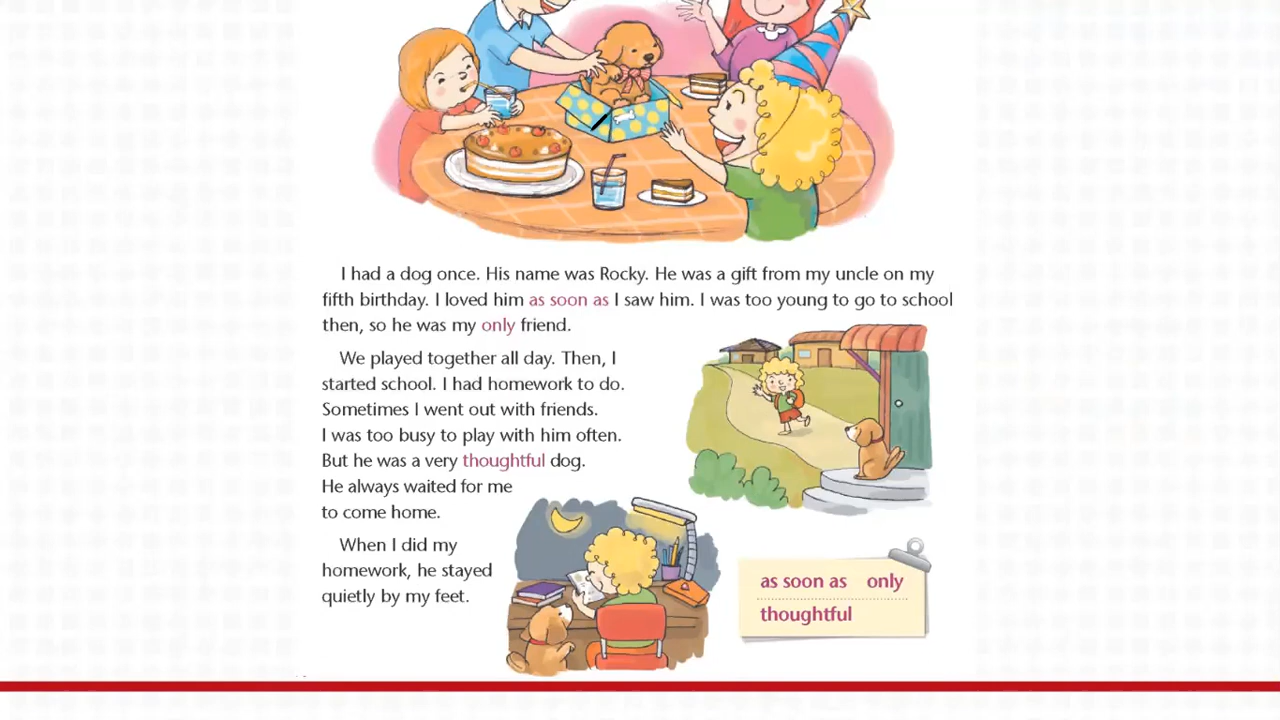 I had a dog once. His name was Rocky. He was a gift from my uncle on my
fifth birthday. I loved him as soon as I saw him. I was too young to go to school
then, so he was my only friend.
We played together all day. Then, I
started school. I had homework to do.
Sometimes I went out with friends.
I was too busy to play with him often.
But he was a very thoughtful dog.
He always waited for me
to come home.
When I did my
homework, he stayed
quietly by my feet.
as soon as only
thoughtful